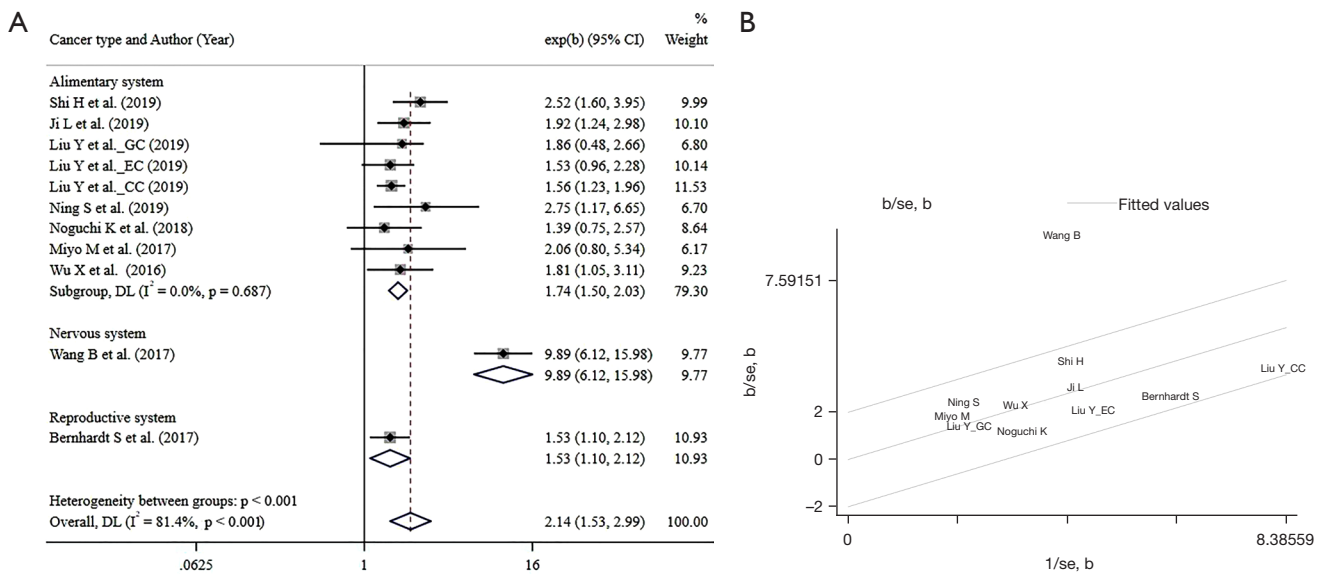 A
%
Cancer type and Author (Year) exp(b) (95% CI) Weight
Alimentary system
Shi H et al. (2019) 2.52 (1.60, 3.95) 9.99
Ji L et al. (2019) 1.92 (1.24, 2.98) 10.10
Liu Y et al._GC (2019) 1.86 (0.48, 2.66) 6.80
Liu Y et al._EC (2019) 1.53 (0.96, 2.28) 10.14
Liu Y et al._CC (2019) 1.56 (1.23, 1.96) 11.53
Ning S et al. (2019) 2.75 (1.17, 6.65) 6.70
Noguchi K et al. (2018) 1.39 (0.75, 2.57) 8.64
Miyo M et al. (2017) 2.06 (0.80, 5.34) 6.17
Wu X et al. (2016) 1.81 (1.05, 3.11) 9.23
Subgroup, DL (I² = 0.0%, p = 0.687) 1.74 (1.50, 2.03) 79.30
Nervous system
Wang B et al. (2017) 9.89 (6.12, 15.98) 9.77
9.89 (6.12, 15.98) 9.77
Reproductive system
Bernhardt S et al. (2017) 1.53 (1.10, 2.12) 10.93
1.53 (1.10, 2.12) 10.93
Heterogeneity between groups: p < 0.001
Overall, DL (I² = 81.4%, p < 0.001) 2.14 (1.53, 2.99) 100.00
.0625 1 16
B
b/se, b Fitted values
Wang B
7.59151
Shi H
Liu Y_CC
Ji L
Bernhardt S
Ning S
Wu X
Liu Y_EC
Miyo M
Liu Y_GC
Noguchi K
b/se, b
2
0
−2
0 8.38559
1/se, b